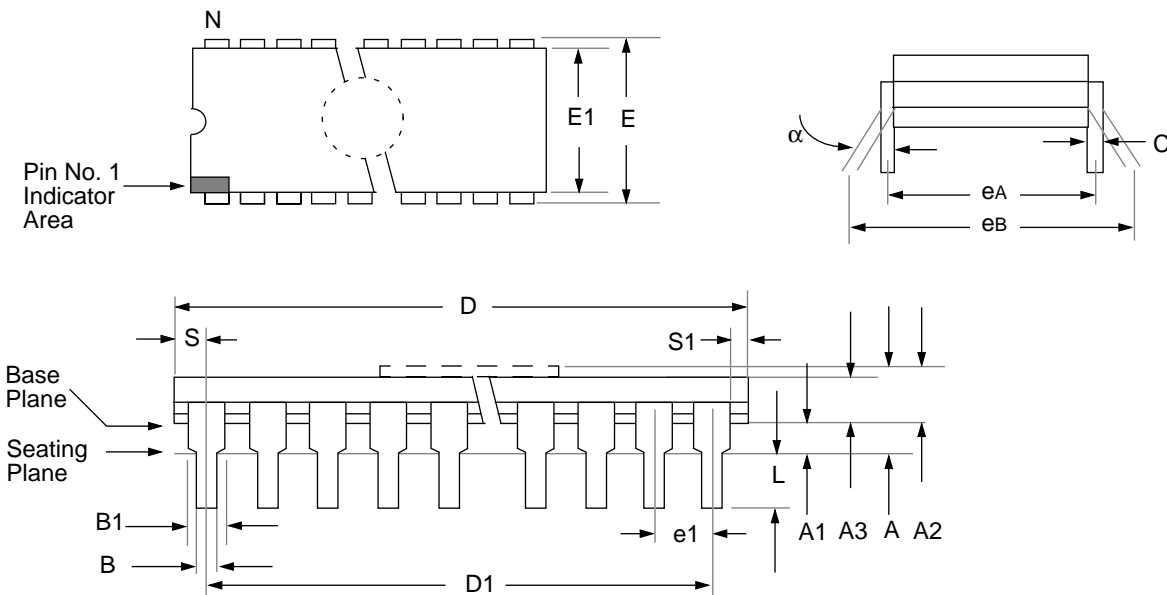 N
E1
E
Pin No. 1
Indicator
Area
α
C
eA
eB
D
S
S1
Base
Plane
Seating
Plane
L
B1
e1
A1
A3
A
A2
B
D1